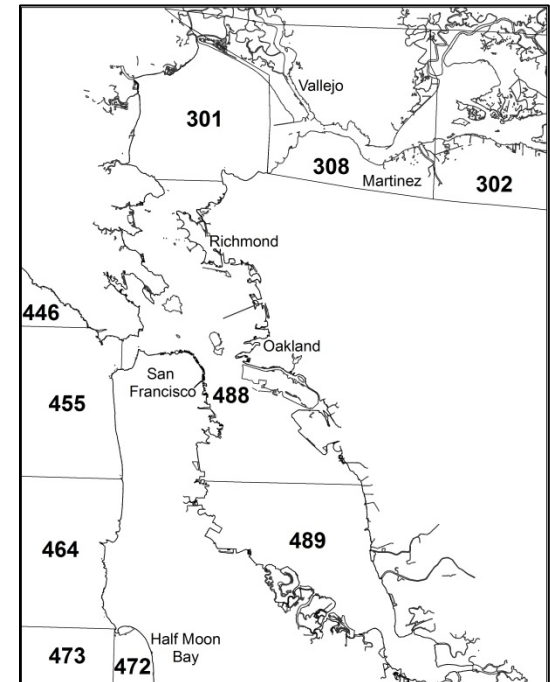 Vallejo
301
308
Martinez
302
Richmond
446
Oakland
San
Francisco
488
455
464
489
Half Moon
Bay
473
472